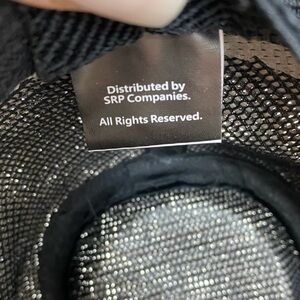 Distributed by
SRP Companies.
All Rights Reserved.